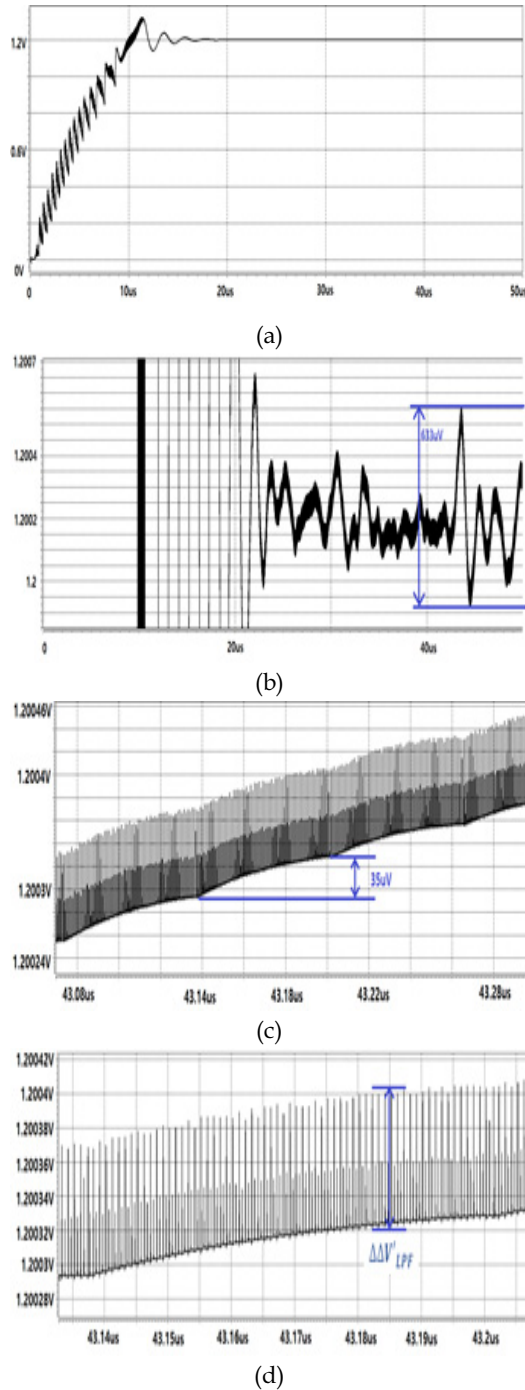 1.2V
0.6V
0V
0
10us
20us
30us
40us
50us
(a)
1.2007
1.2004
1.2002
1.2
633uV
0
20us
40us
(b)
1.20046V
1.2004V
1.2003V
1.20024V
35uV
43.08us
43.14us
43.18us
43.22us
43.28us
(c)
1.20042V
1.2004V
1.20038V
1.20036V
1.20034V
1.20032V
1.2003V
1.20028V
ΔΔV'LPF
43.14us
43.15us
43.16us
43.17us
43.18us
43.19us
43.2us
(d)